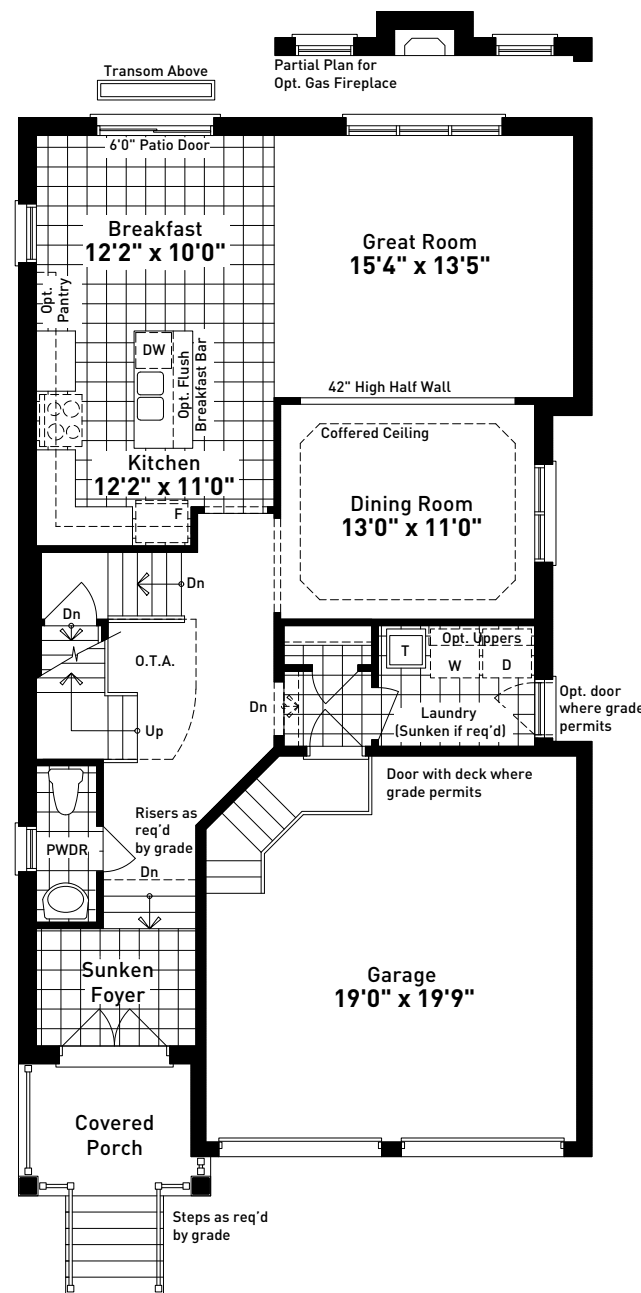 Partial Plan for
Opt. Gas Fireplace
Transom Above
6'0" Patio Door
Breakfast
12'2" x 10'0"
Great Room
15'4" x 13'5"
Opt.
Pantry
DW
Opt. Flush
Breakfast Bar
42" High Half Wall
Coffered Ceiling
Kitchen
12'2" x 11'0"
F
Dining Room
13'0" x 11'0"
Dn
Dn
O.T.A.
Up
T
Opt. Uppers
W
D
Dn
Laundry
(Sunken if req'd)
Opt. door
where grade
permits
Door with deck where
grade permits
Risers as
req'd
by grade
PWDR
Dn
Sunken
Foyer
Garage
19'0" x 19'9"
Covered
Porch
Steps as req'd
by grade